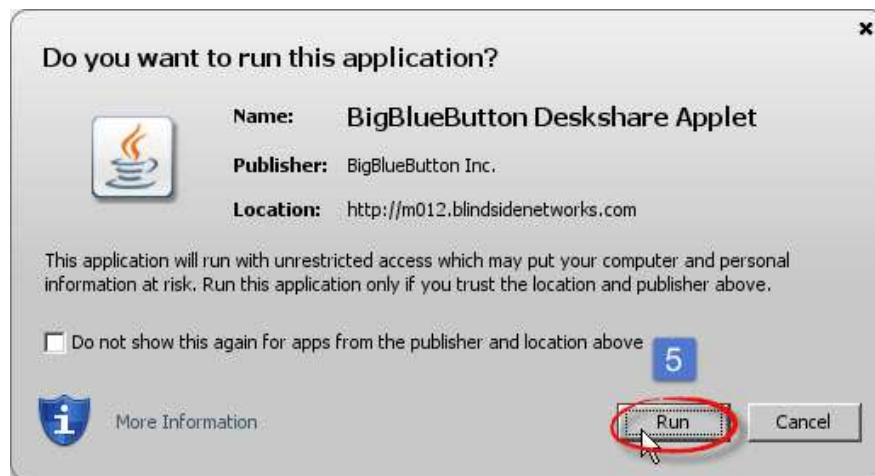 Do you want to run this application?
Name: BigBlueButton Deskshare Applet
Publisher: BigBlueButton Inc.
Location: http://m012.blindsidenetworks.com
This application will run with unrestricted access which may put your computer and personal
information at risk. Run this application only if you trust the location and publisher above.
Do not show this again for apps from the publisher and location above
5
More Information
Run
Cancel